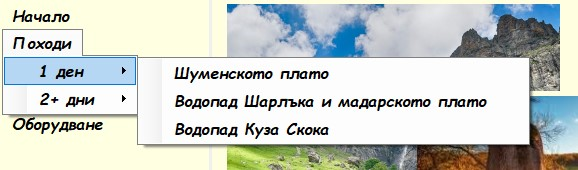 Начало
Походи
1 ден
2+ дни
Оборудване
Шуменското плато
Водопад Шарлъка и мадарското плато
Водопад Куза Скока